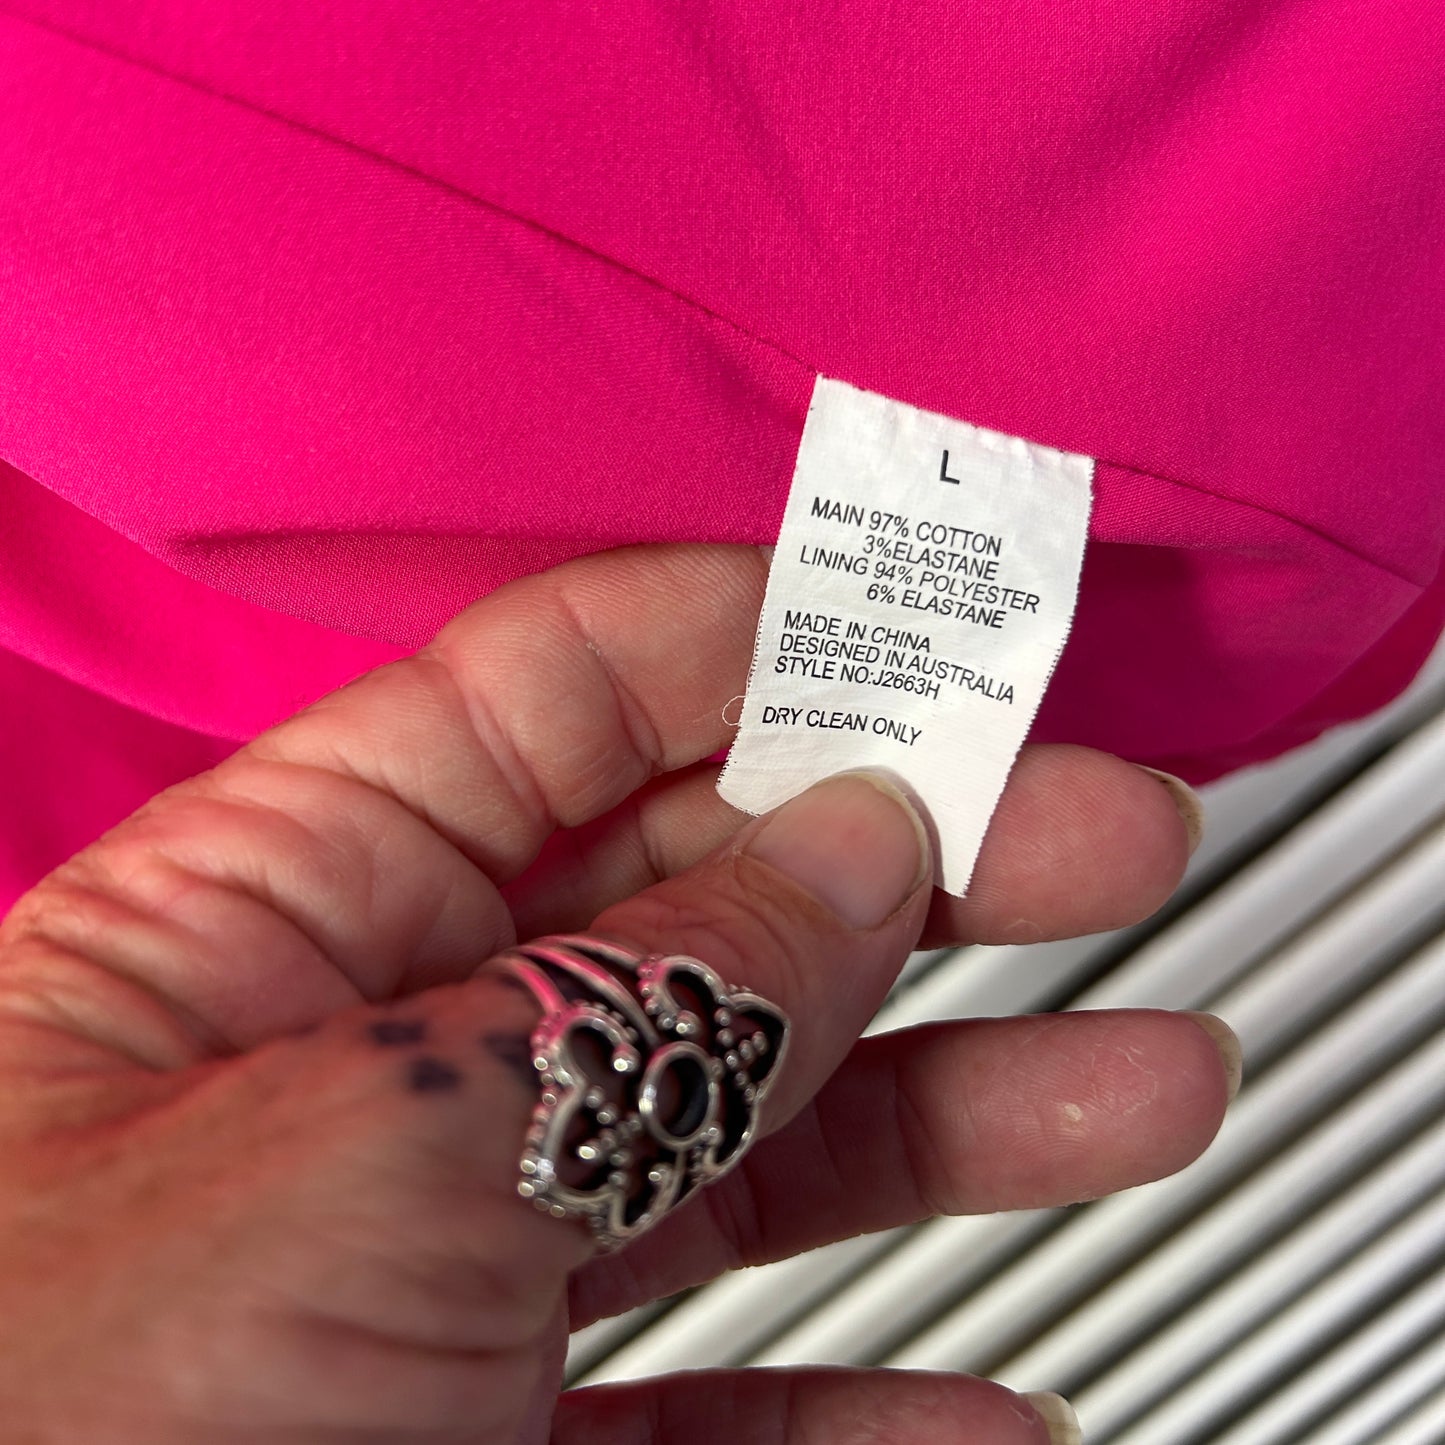 L
MAIN 97% COTTON
3%ELASTANE
LINING 94% POLYESTER
6% ELASTANE
MADE IN CHINA
DESIGNED IN AUSTRALIA
STYLE NO:J2663H
DRY CLEAN ONLY